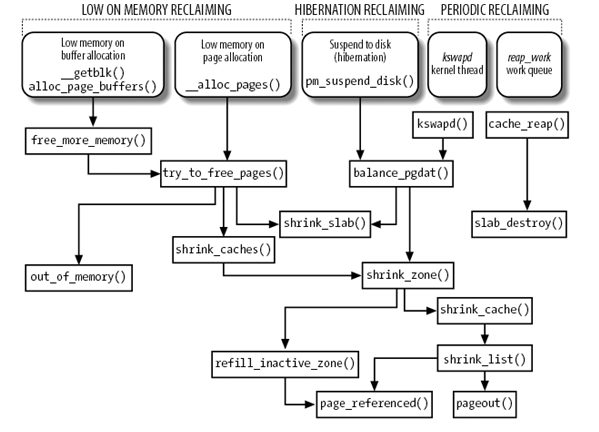 LOW ON MEMORY RECLAIMING
HIBERNATION RECLAIMING
PERIODIC RECLAIMING
Low memory on
buffer allocation
__getblk()
alloc_page_buffers()
Low memory on
page allocation
__alloc_pages()
Suspend to disk
(hibernation)
pm_suspend_disk()
kswapd
kernel thread
reap_work
work queue
free_more_memory()
kswapd()
cache_reap()
try_to_free_pages()
balance_pgdat()
shrink_slab()
slab_destroy()
shrink_caches()
out_of_memory()
shrink_zone()
shrink_cache()
refill_inactive_zone()
shrink_list()
page_referenced()
pageout()